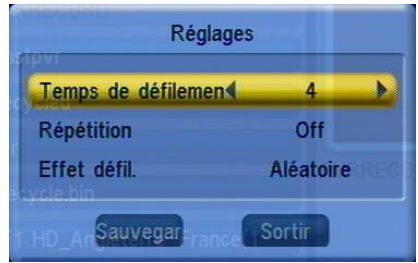 Réglages
Temps de défilemen 4
Répétition Off
Effet défil. Aléatoire
Sauvegar Sortir